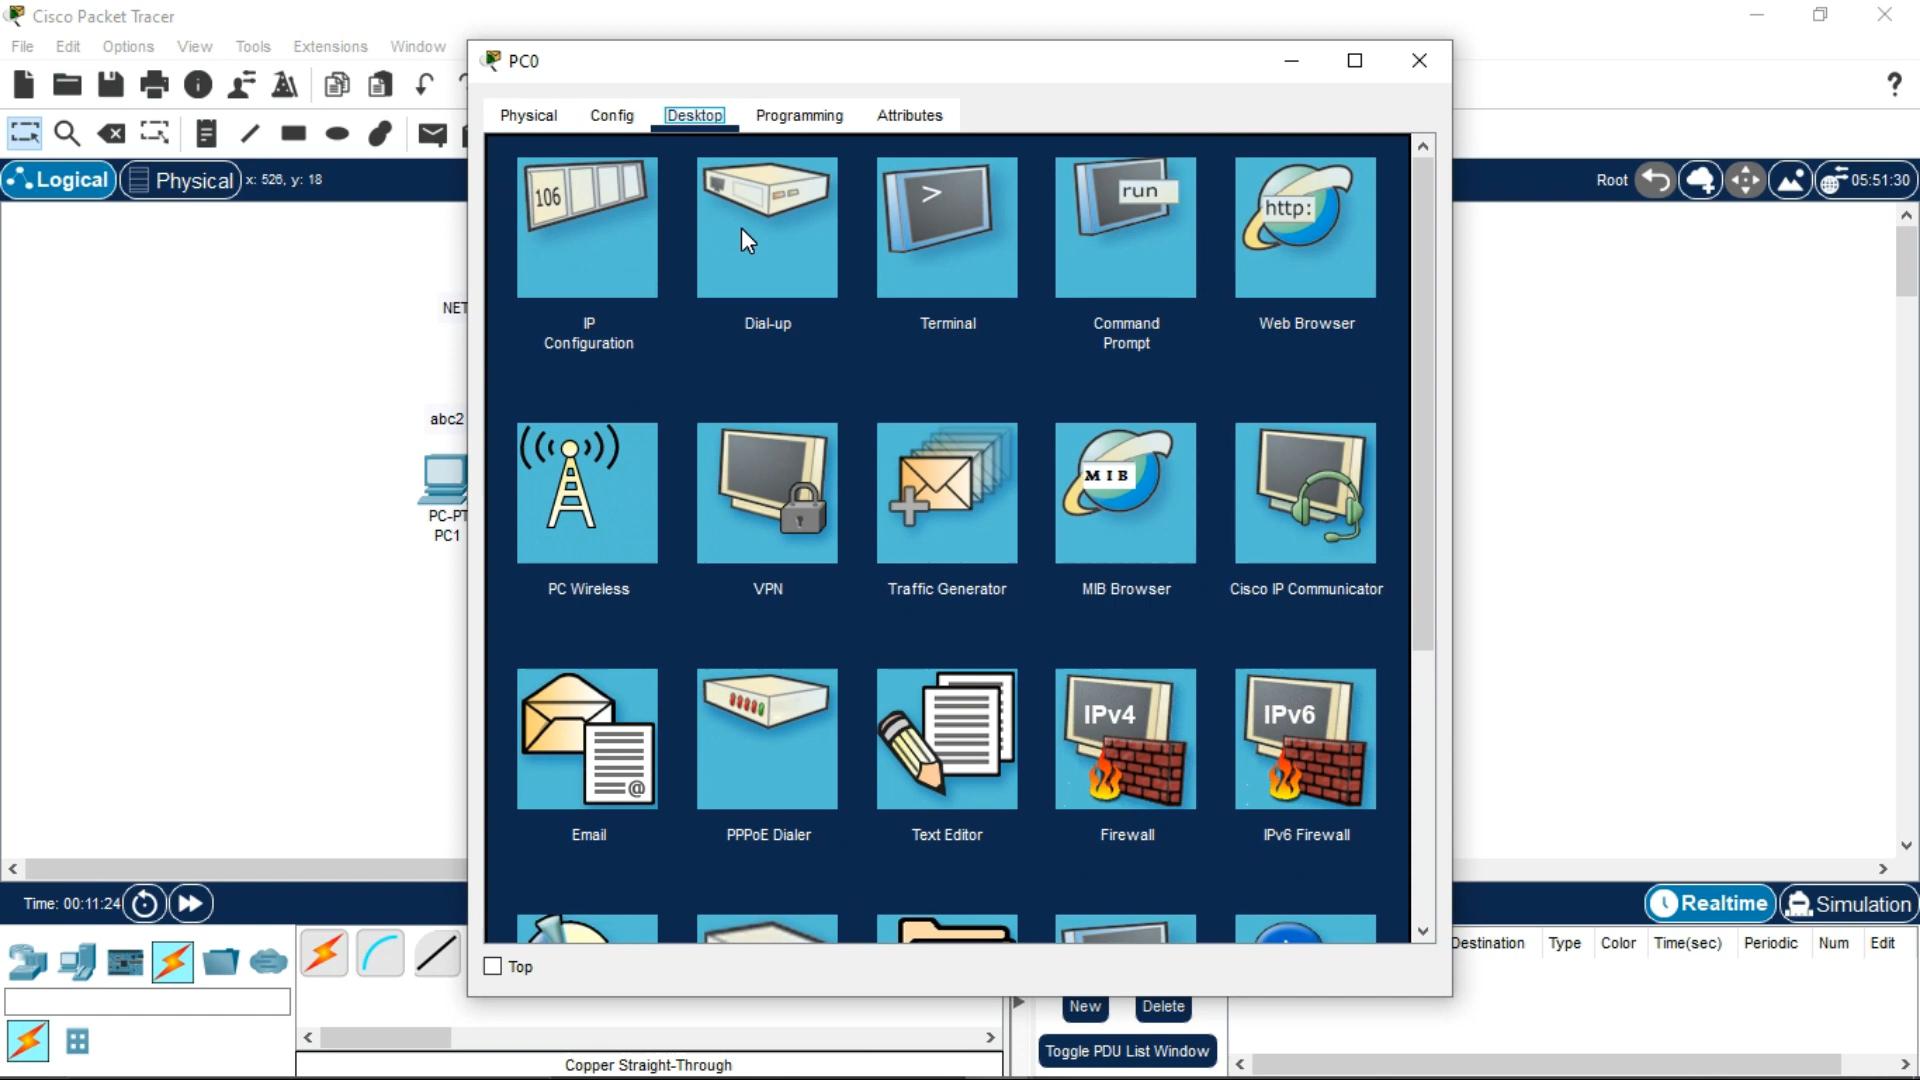 Cisco Packet Tracer
File Edit Options View Tools Extensions Window
PC0
Physical Config Desktop Programming Attributes
Logical Physical x: 526, y: 18
Root 05:51:30
106
>
run
http:
IP
Configuration
Dial-up
Terminal
Command
Prompt
Web Browser
NET
abc2
PC-PT
PC1
MIB
PC Wireless
VPN
Traffic Generator
MIB Browser
Cisco IP Communicator
@
IPv4
IPv6
Email
PPPoE Dialer
Text Editor
Firewall
IPv6 Firewall
Time: 00:11:24
Realtime Simulation
Top
Destination Type Color Time(sec) Periodic Num Edit
New Delete
Toggle PDU List Window
Copper Straight-Through